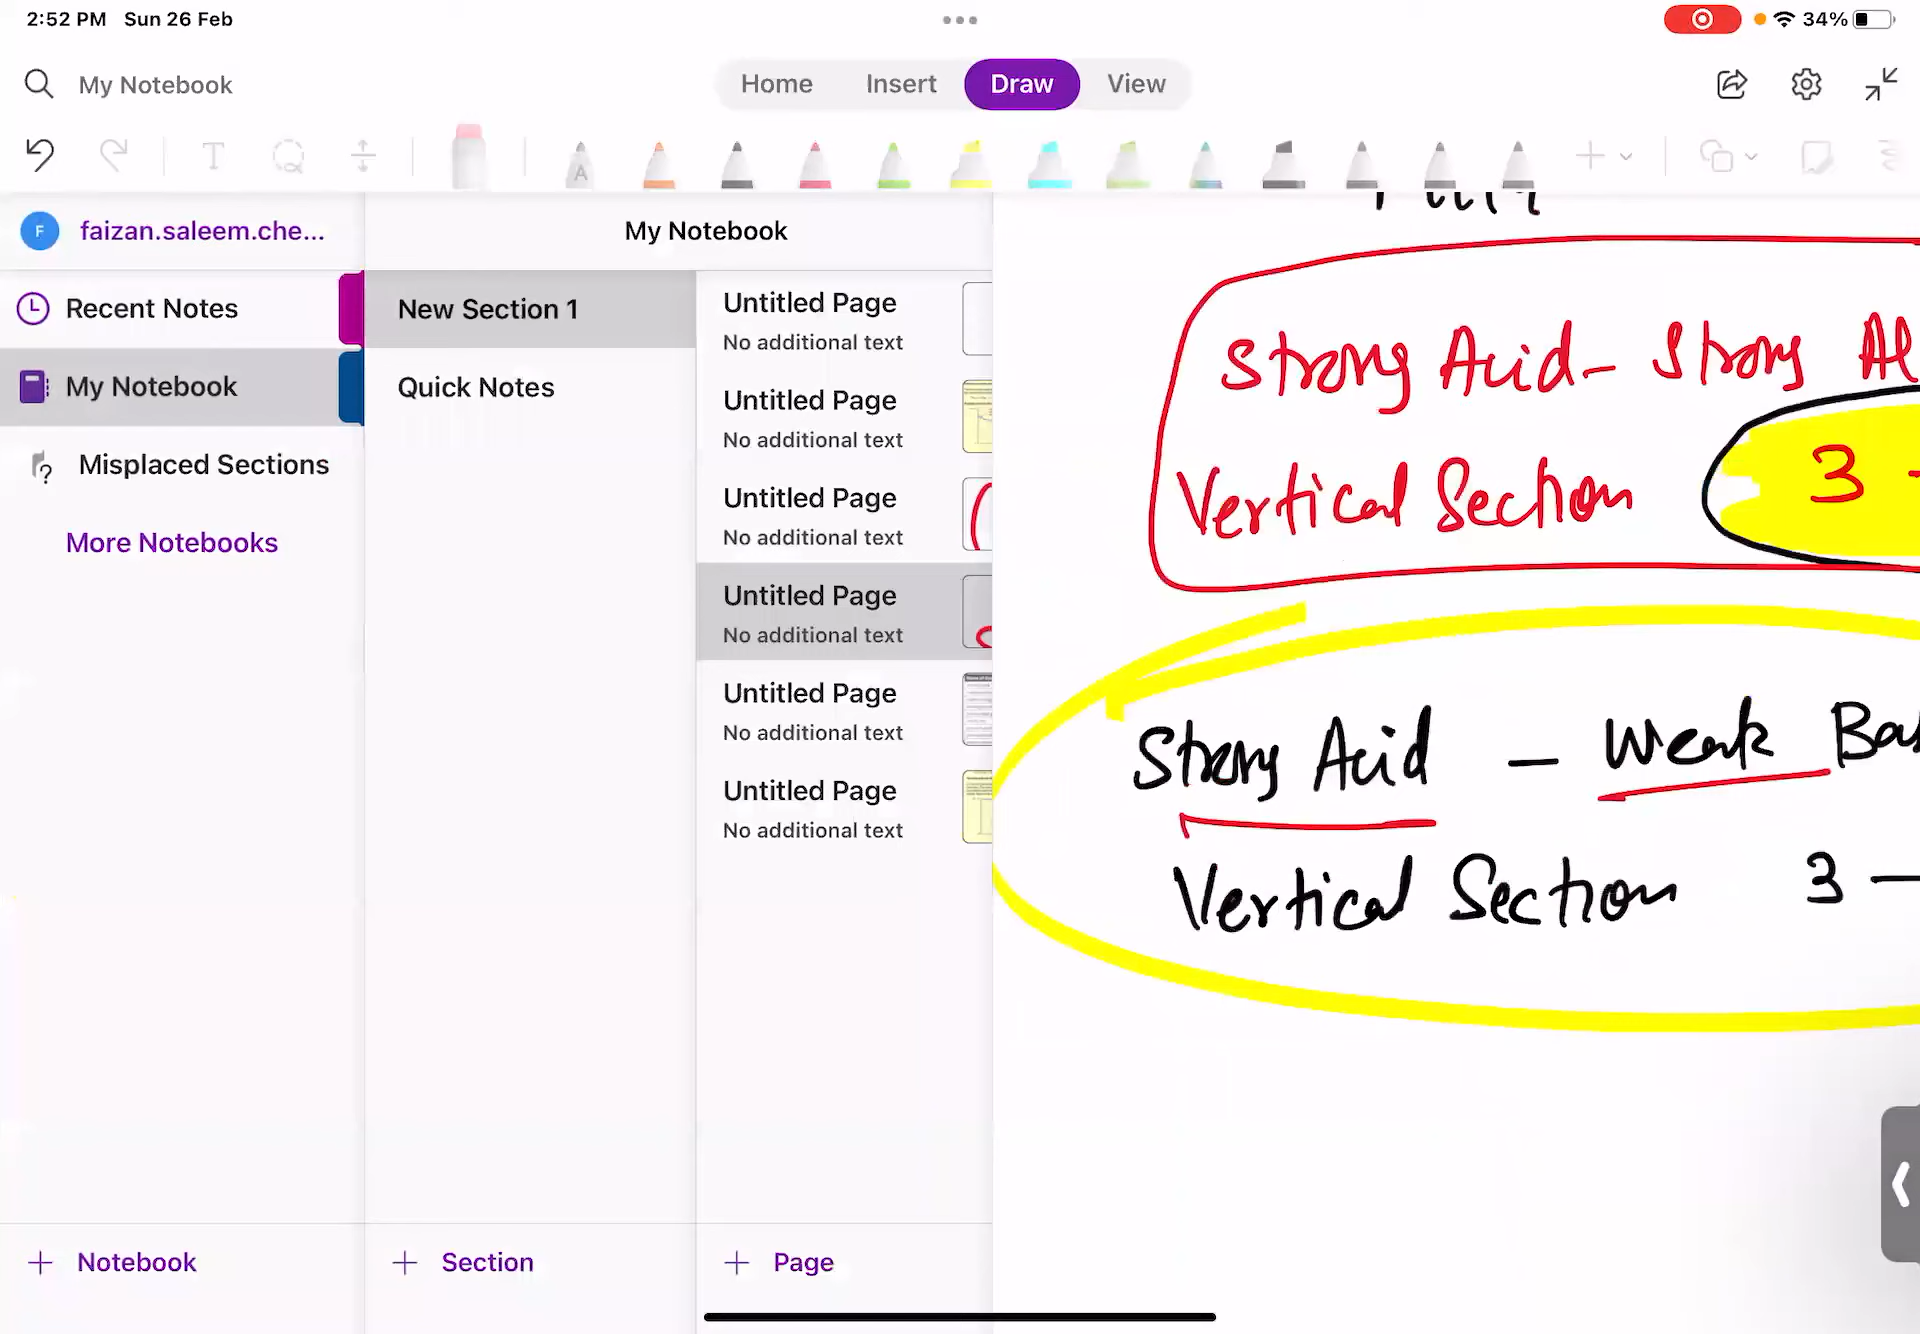 2:52 PM Sun 26 Feb
34%
My Notebook
Home Insert Draw View
T
A
F
faizan.saleem.che...
My Notebook
Recent Notes
My Notebook
Misplaced Sections
More Notebooks
New Section 1
Quick Notes
Untitled Page
No additional text
Untitled Page
No additional text
Untitled Page
No additional text
Untitled Page
No additional text
Untitled Page
No additional text
Untitled Page
No additional text
Strong Acid - Strong Al
Vertical Section 3 -
Strong Acid - Weak Bas
Vertical Section 3 -
+ Notebook
+ Section
+ Page